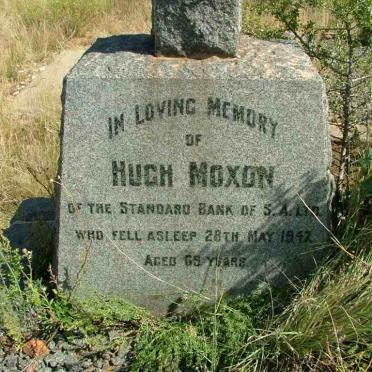 IN LOVING MEMORY
OF
HUGH MOXON
OF THE STANDARD BANK OF S.A. LTD
WHO FELL ASLEEP 28TH MAY 1947
AGED 69 YEARS